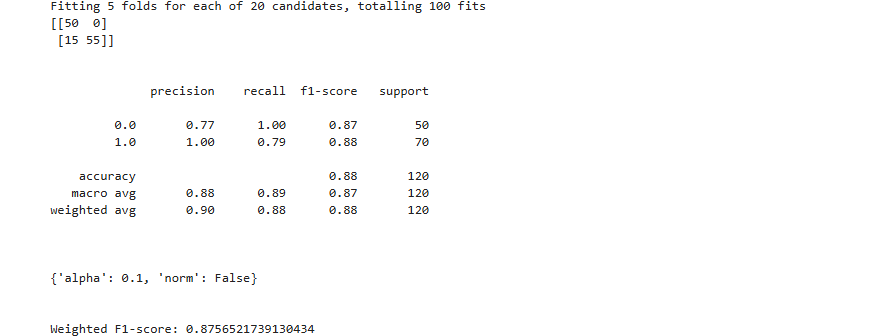 Fitting 5 folds for each of 20 candidates, totalling 100 fits
[[50  0]
 [15 55]]
              precision    recall  f1-score   support
         0.0       0.77      1.00      0.87        50
         1.0       1.00      0.79      0.88        70
    accuracy                           0.88       120
   macro avg       0.88      0.89      0.87       120
weighted avg       0.90      0.88      0.88       120
{'alpha': 0.1, 'norm': False}
Weighted F1-score: 0.8756521739130434